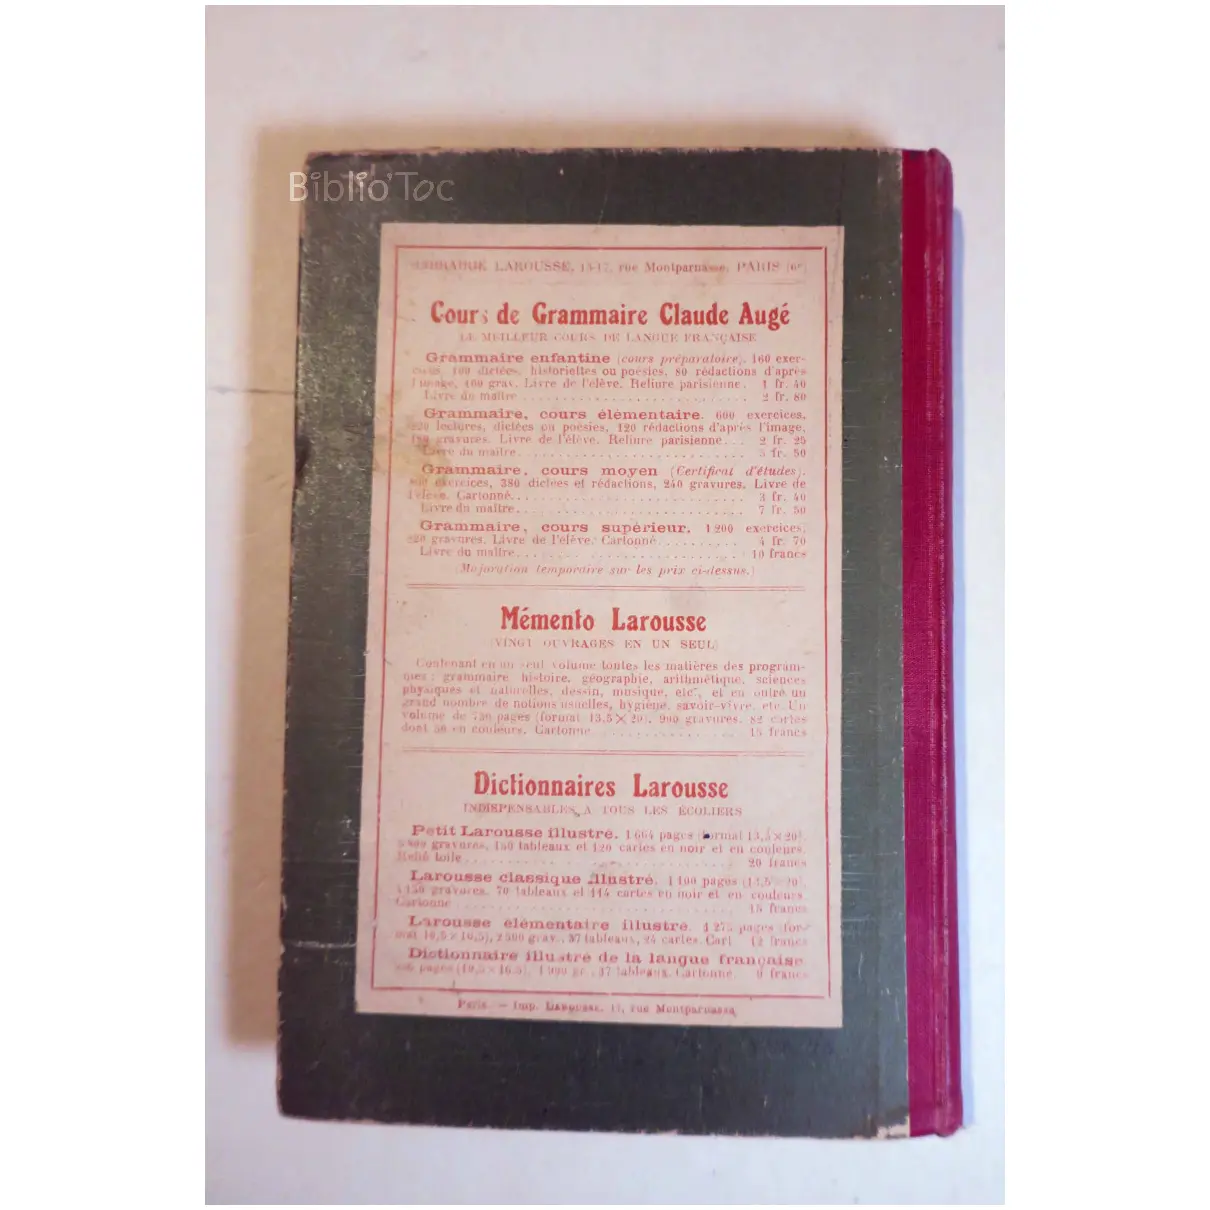 Biblio'Toc
LIBRAIRIE LAROUSSE, 13-17, rue Montparnasse, PARIS (6e)
Cours de Grammaire Claude Augé
LE MEILLEUR COURS DE LANGUE FRANÇAISE
Grammaire enfantine (cours préparatoire). 160 exer-
cices, 100 dictées, historiettes ou poésies, 80 rédactions d'après
l'image, 160 grav. Livre de l'élève. Reliure parisienne. 1 fr. 40
Livre du maître 2 fr. 80
Grammaire, cours élémentaire. 600 exercices,
220 lectures, dictées ou poésies, 120 rédactions d'après l'image,
gravures. Livre de l'élève. Reliure parisienne... 2 fr. 25
Livre du maître 5 fr. 50
Grammaire, cours moyen (Certificat d'études).
exercices, 380 dictées et rédactions, 240 gravures. Livre de
l'élève. Cartonné 3 fr. 40
Livre du maître 7 fr. 50
Grammaire, cours supérieur. 1 200 exercices,
gravures. Livre de l'élève. Cartonné 4 fr. 70
Livre du maître 10 francs
(Majoration temporaire sur les prix ci-dessus.)
Mémento Larousse
(VINGT OUVRAGES EN UN SEUL)
Contenant en un seul volume toutes les matières des program-
mes : grammaire histoire, géographie, arithmétique, sciences
physiques et naturelles, dessin, musique, etc., et en outre un
grand nombre de notions usuelles, hygiène, savoir-vivre, etc. Un
volume de 730 pages (format 13,5 × 20), 900 gravures, 82 cartes
dont 50 en couleurs. Cartonné 15 francs
Dictionnaires Larousse
INDISPENSABLES A TOUS LES ÉCOLIERS
Petit Larousse illustré. 1 664 pages (format 13,5 × 20),
gravures, 130 tableaux et 120 cartes en noir et en couleurs.
Relié toile 20 francs
Larousse classique illustré. 1 100 pages (13,5 × 20),
4 150 gravures, 70 tableaux et 114 cartes en noir et en couleurs
Cartonné 15 francs
Larousse élémentaire illustré. 1 275 pages (for-
mat 10,5 × 16,5), 2 500 grav., 37 tableaux, 24 cartes. Cart 12 francs
Dictionnaire illustré de la langue française
pages (10,5 × 16,5), gr., 37 tableaux. Cartonné 9 francs
Paris. — Imp. LAROUSSE, 17, rue Montparnasse